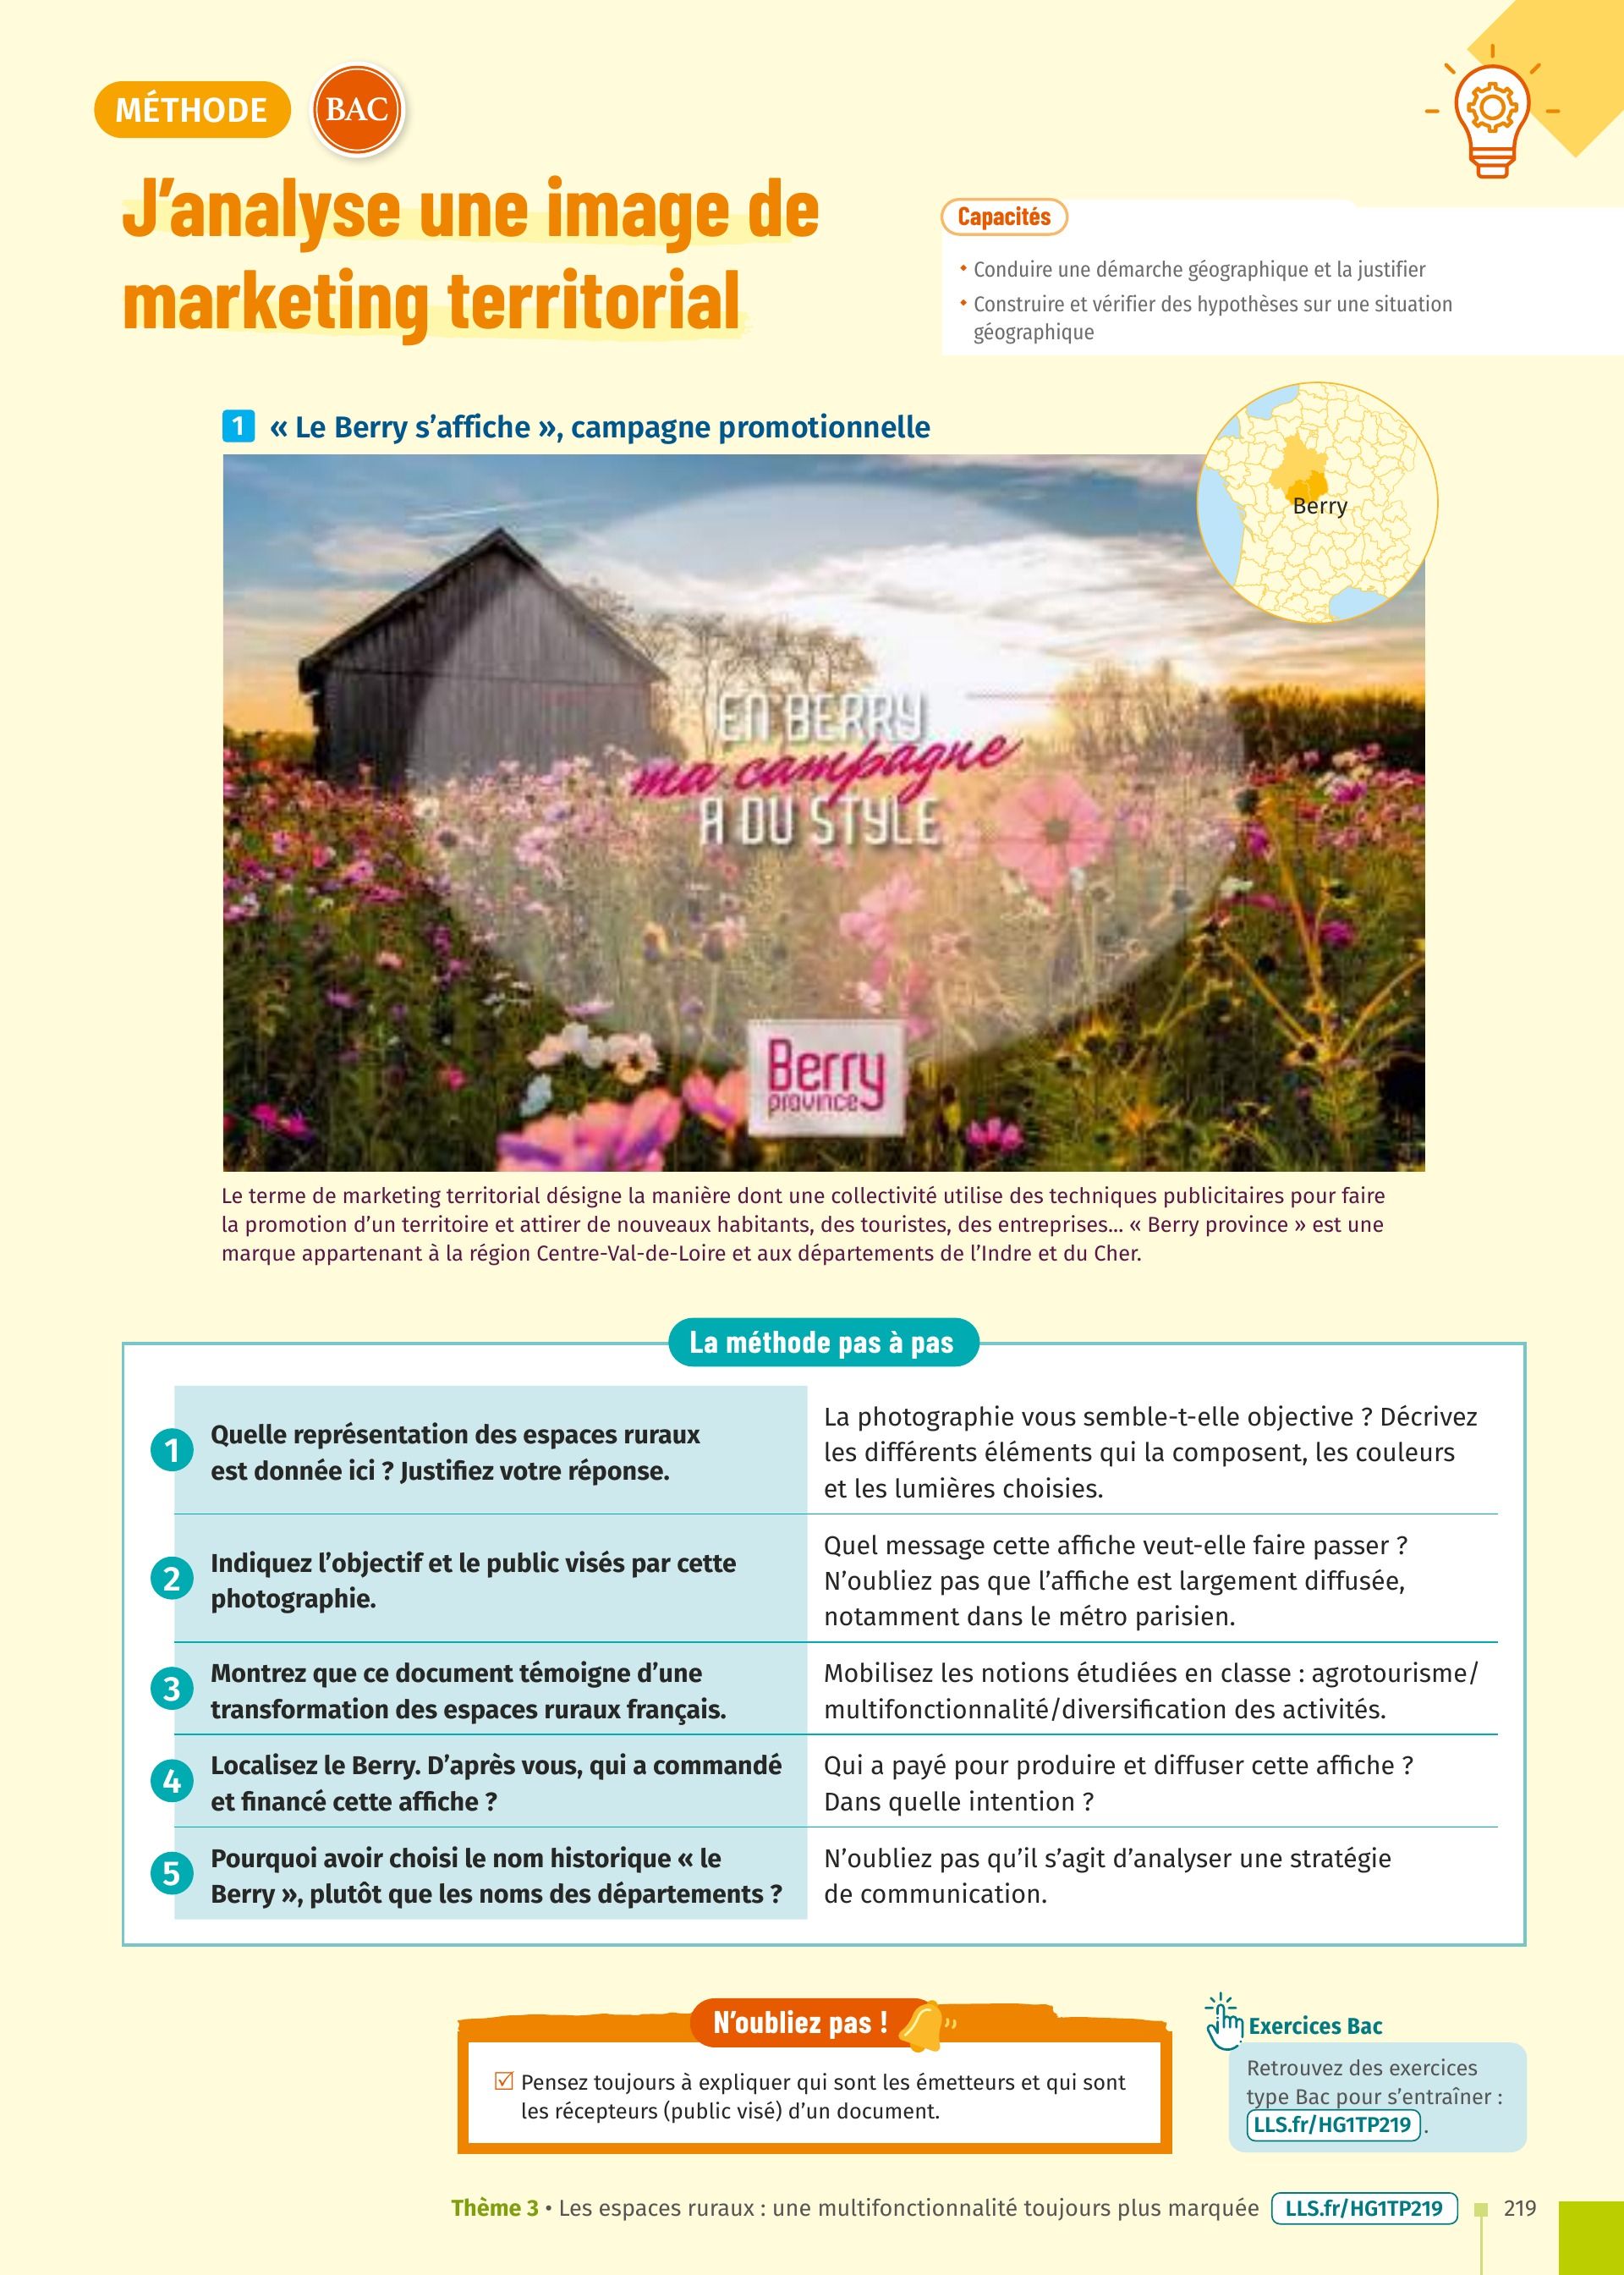 MÉTHODE
BAC
J’analyse une image de
marketing territorial
Capacités
• Conduire une démarche géographique et la justifier
• Construire et vérifier des hypothèses sur une situation
géographique
1 « Le Berry s’affiche », campagne promotionnelle
Berry
EN BERRY
ma campagne
A DU STYLE
Berry
province
Le terme de marketing territorial désigne la manière dont une collectivité utilise des techniques publicitaires pour faire
la promotion d’un territoire et attirer de nouveaux habitants, des touristes, des entreprises… « Berry province » est une
marque appartenant à la région Centre-Val-de-Loire et aux départements de l’Indre et du Cher.
La méthode pas à pas
1 Quelle représentation des espaces ruraux
est donnée ici ? Justifiez votre réponse.
La photographie vous semble-t-elle objective ? Décrivez
les différents éléments qui la composent, les couleurs
et les lumières choisies.
2 Indiquez l’objectif et le public visés par cette
photographie.
Quel message cette affiche veut-elle faire passer ?
N’oubliez pas que l’affiche est largement diffusée,
notamment dans le métro parisien.
3 Montrez que ce document témoigne d’une
transformation des espaces ruraux français.
Mobilisez les notions étudiées en classe : agrotourisme/
multifonctionnalité/diversification des activités.
4 Localisez le Berry. D’après vous, qui a commandé
et financé cette affiche ?
Qui a payé pour produire et diffuser cette affiche ?
Dans quelle intention ?
5 Pourquoi avoir choisi le nom historique « le
Berry », plutôt que les noms des départements ?
N’oubliez pas qu’il s’agit d’analyser une stratégie
de communication.
N’oubliez pas !
Pensez toujours à expliquer qui sont les émetteurs et qui sont
les récepteurs (public visé) d’un document.
Exercices Bac
Retrouvez des exercices
type Bac pour s’entraîner :
LLS.fr/HG1TP219 .
Thème 3 • Les espaces ruraux : une multifonctionnalité toujours plus marquée LLS.fr/HG1TP219 219